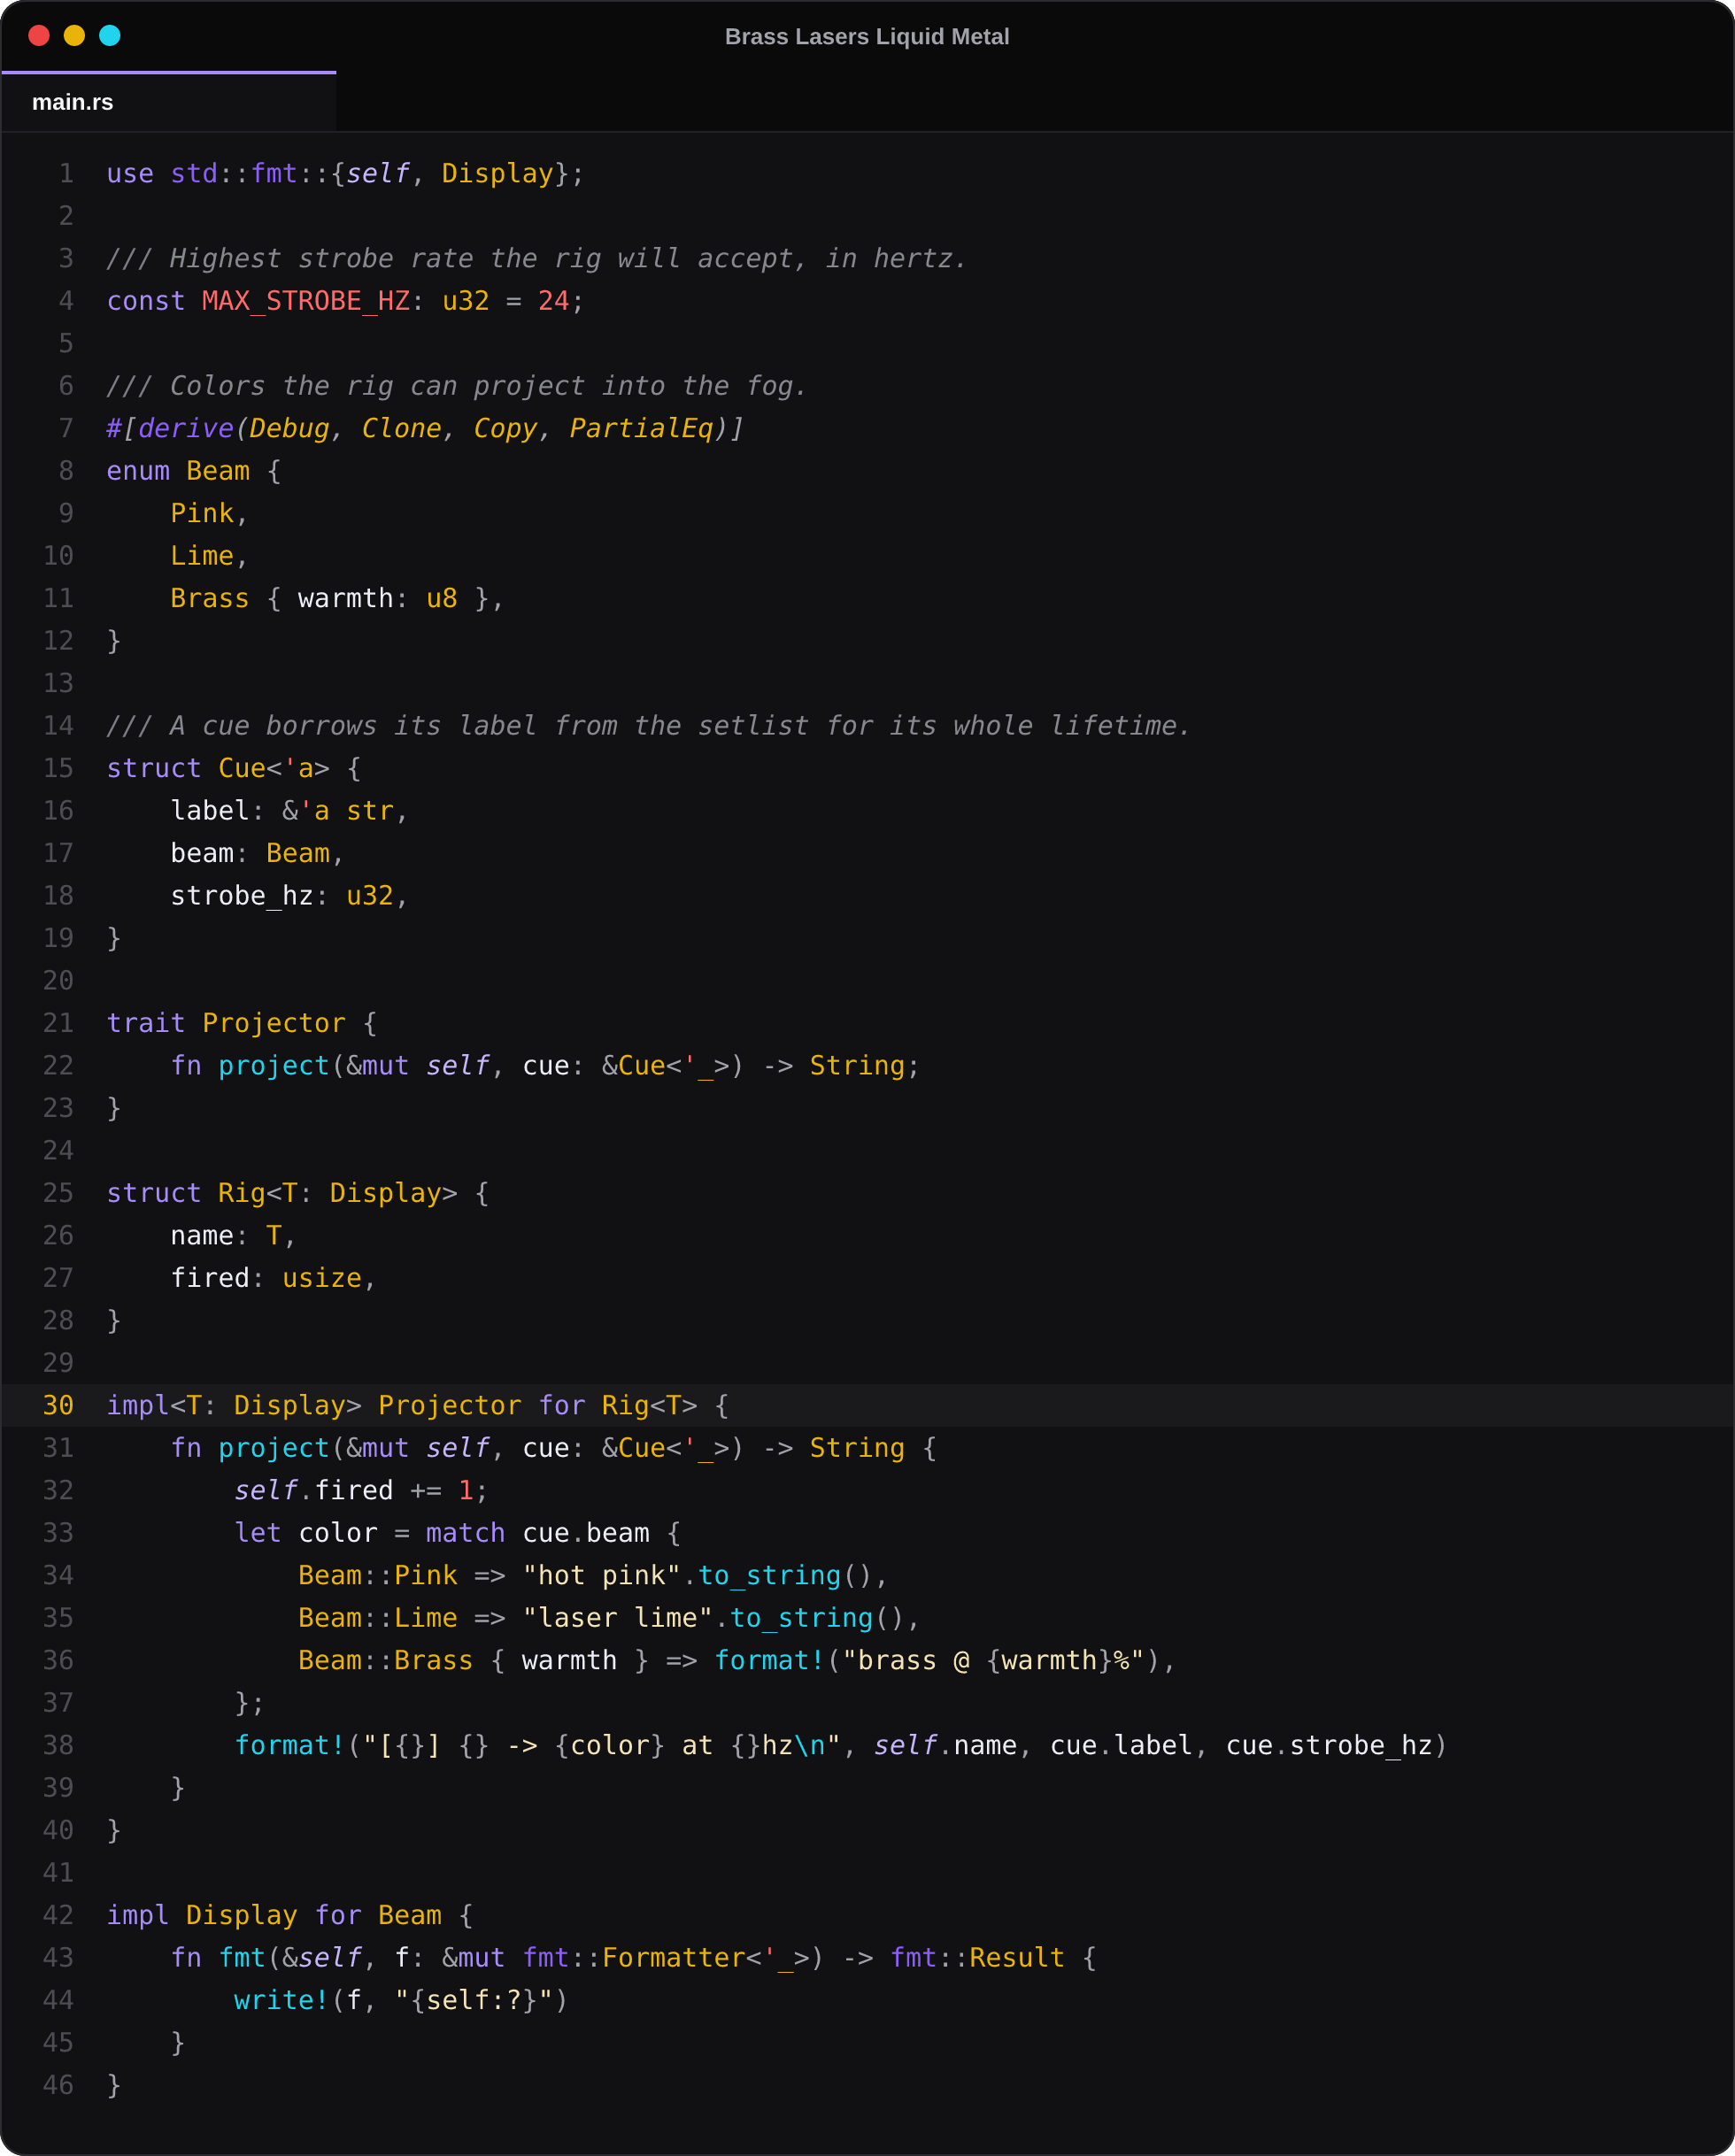 Brass Lasers Liquid Metal
main.rs
1 use std::fmt::{self, Display};
2
3 /// Highest strobe rate the rig will accept, in hertz.
4 const MAX_STROBE_HZ: u32 = 24;
5
6 /// Colors the rig can project into the fog.
7 #[derive(Debug, Clone, Copy, PartialEq)]
8 enum Beam {
9     Pink,
10     Lime,
11     Brass { warmth: u8 },
12 }
13
14 /// A cue borrows its label from the setlist for its whole lifetime.
15 struct Cue<'a> {
16     label: &'a str,
17     beam: Beam,
18     strobe_hz: u32,
19 }
20
21 trait Projector {
22     fn project(&mut self, cue: &Cue<'_>) -> String;
23 }
24
25 struct Rig<T: Display> {
26     name: T,
27     fired: usize,
28 }
29
30 impl<T: Display> Projector for Rig<T> {
31     fn project(&mut self, cue: &Cue<'_>) -> String {
32         self.fired += 1;
33         let color = match cue.beam {
34             Beam::Pink => "hot pink".to_string(),
35             Beam::Lime => "laser lime".to_string(),
36             Beam::Brass { warmth } => format!("brass @ {warmth}%"),
37         };
38         format!("[{}] {} -> {color} at {}hz\n", self.name, cue.label, cue.strobe_hz)
39     }
40 }
41
42 impl Display for Beam {
43     fn fmt(&self, f: &mut fmt::Formatter<'_>) -> fmt::Result {
44         write!(f, "{self:?}")
45     }
46 }